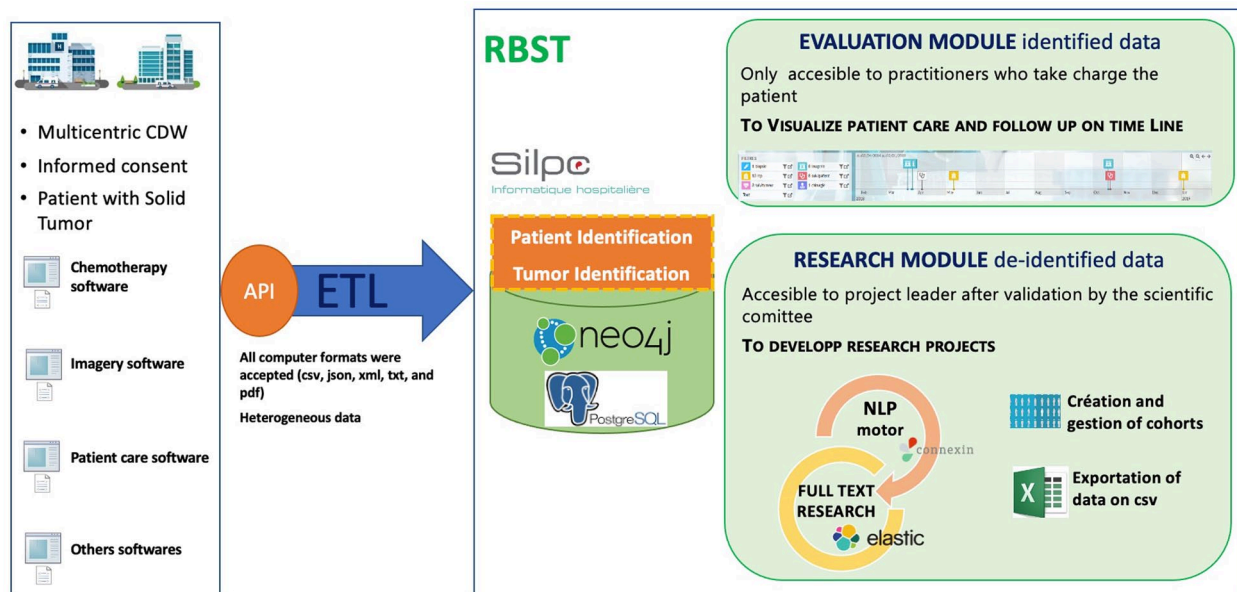 • Multicentric CDW
• Informed consent
• Patient with Solid
Tumor
Chemotherapy
software
Imagery software
Patient care software
Others softwares
API
ETL
All computer formats were
accepted (csv, json, xml, txt, and
pdf)
Heterogeneous data
RBST
Silpc
Informatique hospitalière
Patient Identification
Tumor Identification
neo4j
PostgreSQL
EVALUATION MODULE identified data
Only accesible to practitioners who take charge the
patient
TO VISUALIZE PATIENT CARE AND FOLLOW UP ON TIME LINE
RESEARCH MODULE de-identified data
Accesible to project leader after validation by the scientific
comittee
TO DEVELOPP RESEARCH PROJECTS
NLP
motor
connexin
FULL TEXT
RESEARCH
elastic
Création and
gestion of cohorts
Exportation of
data on csv